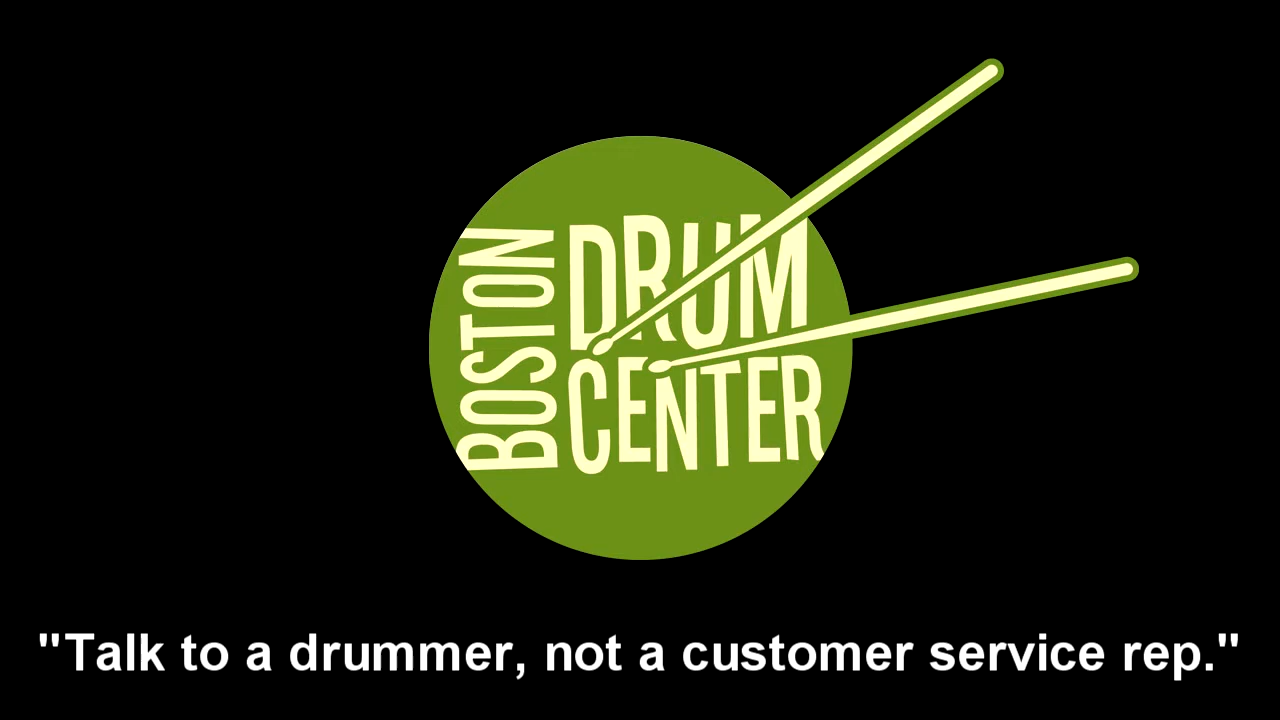 BOSTON
DRUM
CENTER
"Talk to a drummer, not a customer service rep."